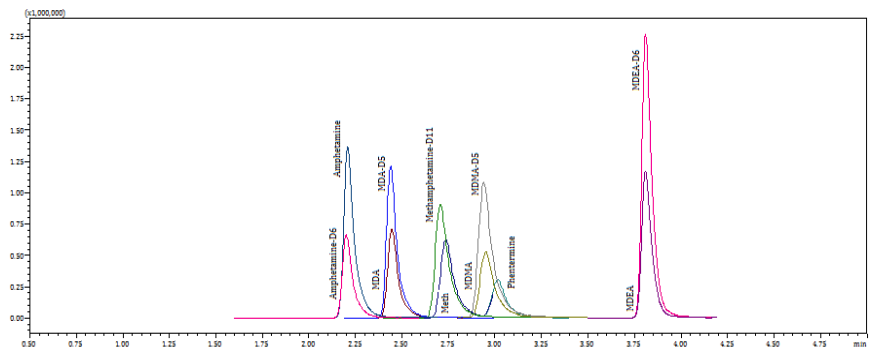 (x1,000,000)
2.25
2.00
1.75
1.50
1.25
1.00
0.75
0.50
0.25
0.00
Amphetamine-D6
Amphetamine
MDA
MDA-D5
Methamphetamine-D11
Meth
MDMA
MDMA-D5
Phentermine
MDEA
MDEA-D6
0.50 0.75 1.00 1.25 1.50 1.75 2.00 2.25 2.50 2.75 3.00 3.25 3.50 3.75 4.00 4.25 4.50 4.75 min